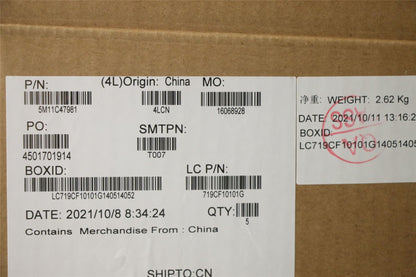 P/N: (4L)Origin: China MO:
5M11C47981 4LCN 16068928
PO: SMTPN:
4501701914 T007
BOXID: LC P/N:
LC719CF10101G140514052 719CF10101G
DATE: 2021/10/8 8:34:24 QTY:
5
Contains Merchandise From : China
SHIPTO:CN
净重: WEIGHT: 2.62 Kg
DATE: 2021/10/11 13:16:2
BOXID:
LC719CF10101G14051405
QA